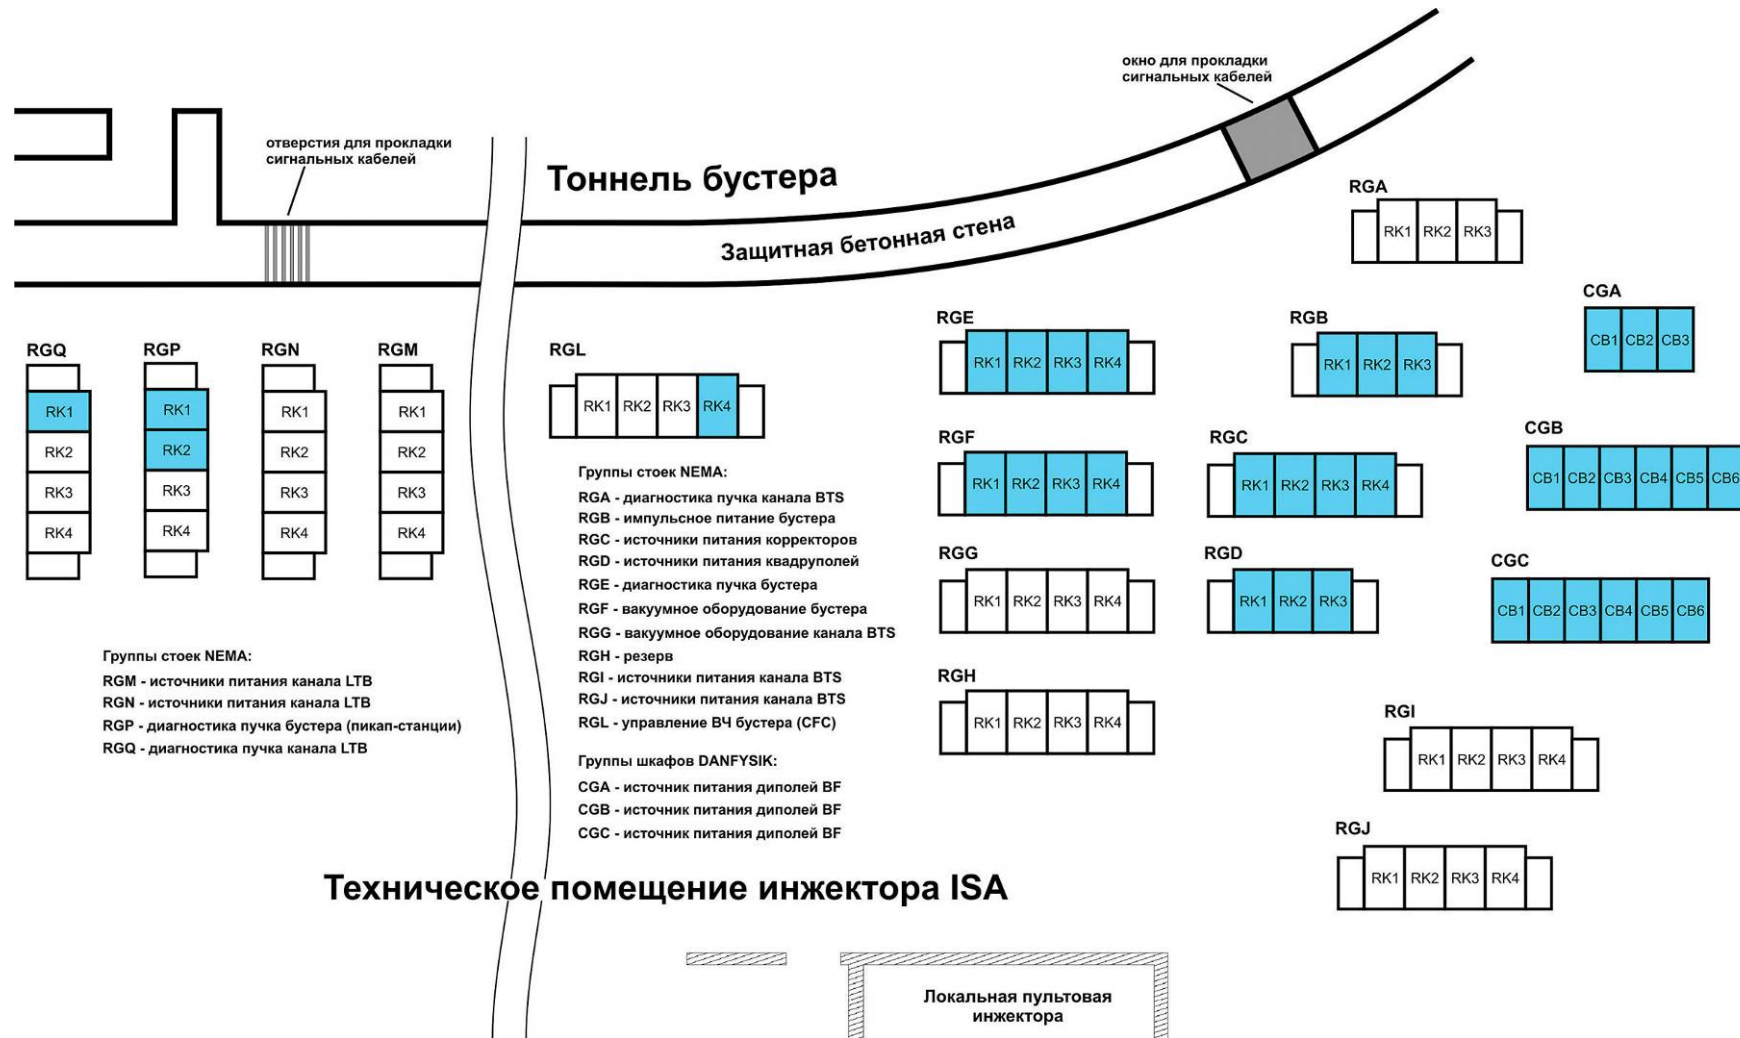 окно для прокладки
сигнальных кабелей
отверстия для прокладки
сигнальных кабелей
Тоннель бустера
Защитная бетонная стена
RGA
RK1 RK2 RK3
CGA
CB1 CB2 CB3
RGE
RK1 RK2 RK3 RK4
RGB
RK1 RK2 RK3
RGQ
RK1
RK2
RK3
RK4
RGP
RK1
RK2
RK3
RK4
RGN
RK1
RK2
RK3
RK4
RGM
RK1
RK2
RK3
RK4
RGL
RK1 RK2 RK3 RK4
RGF
RK1 RK2 RK3 RK4
RGC
RK1 RK2 RK3 RK4
CGB
CB1 CB2 CB3 CB4 CB5 CB6
RGG
RK1 RK2 RK3 RK4
RGD
RK1 RK2 RK3
CGC
CB1 CB2 CB3 CB4 CB5 CB6
RGH
RK1 RK2 RK3 RK4
RGI
RK1 RK2 RK3 RK4
RGJ
RK1 RK2 RK3 RK4
Группы стоек NEMA:
RGA - диагностика пучка канала BTS
RGB - импульсное питание бустера
RGC - источники питания корректоров
RGD - источники питания квадруполей
RGE - диагностика пучка бустера
RGF - вакуумное оборудование бустера
RGG - вакуумное оборудование канала BTS
RGH - резерв
RGI - источники питания канала BTS
RGJ - источники питания канала BTS
RGL - управление ВЧ бустера (CFC)
Группы шкафов DANFYSIK:
CGA - источник питания диполей BF
CGB - источник питания диполей BF
CGC - источник питания диполей BF
Группы стоек NEMA:
RGM - источники питания канала LTB
RGN - источники питания канала LTB
RGP - диагностика пучка бустера (пикап-станции)
RGQ - диагностика пучка канала LTB
Техническое помещение инжектора ISA
Локальная пультовая
инжектора